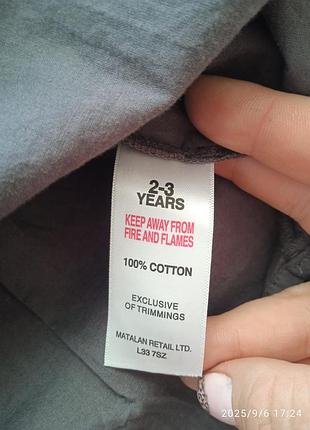 2-3
YEARS
KEEP AWAY FROM
FIRE AND FLAMES
100% COTTON
EXCLUSIVE
OF TRIMMINGS
MATALAN RETAIL LTD.
L33 7SZ
2025/9/6 17:24